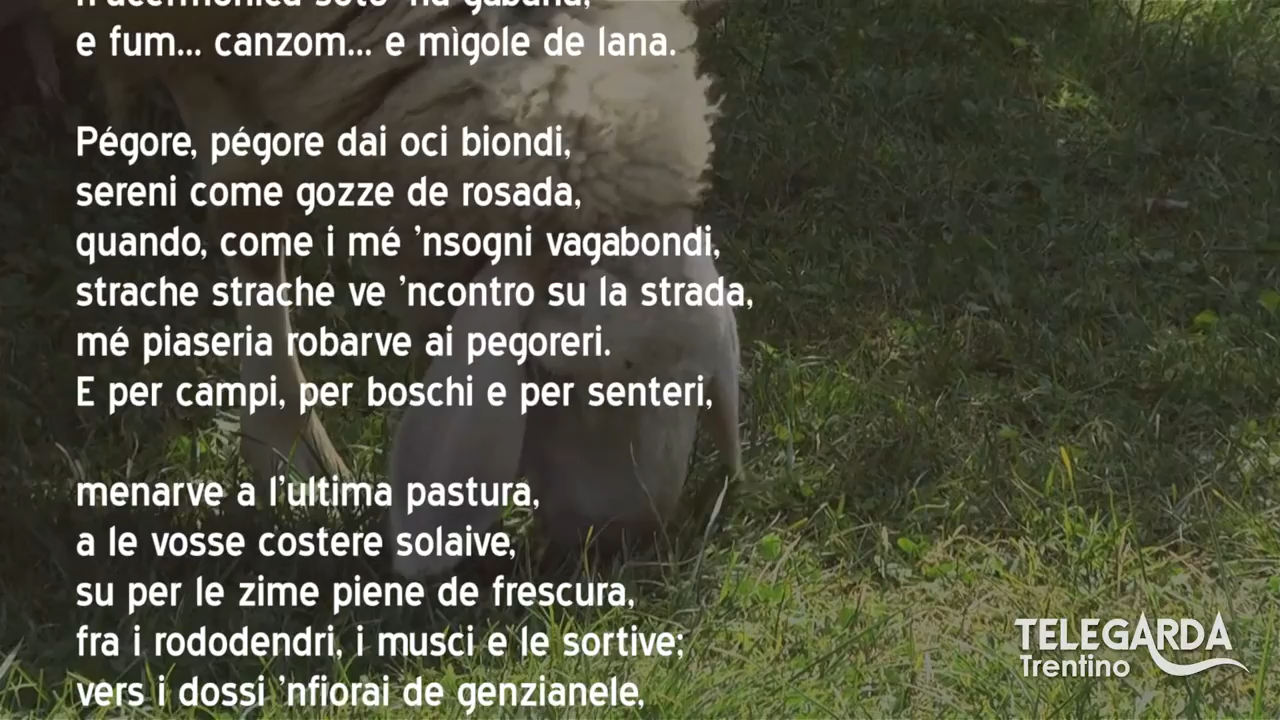 soto 'na gabana,
e fum... canzom... e mìgole de lana.
Pégore, pégore dai oci biondi,
sereni come gozze de rosada,
quando, come i mé 'nsogni vagabondi,
strache strache ve 'ncontro su la strada,
mé piaseria robarve ai pegoreri.
E per campi, per boschi e per senteri,
menarve a l'ultima pastura,
a le vosse costere solaive,
su per le zime piene de frescura,
fra i rododendri, i musci e le sortive;
vers i dossi 'nfiorai de genzianele,
TELEGARDA
Trentino